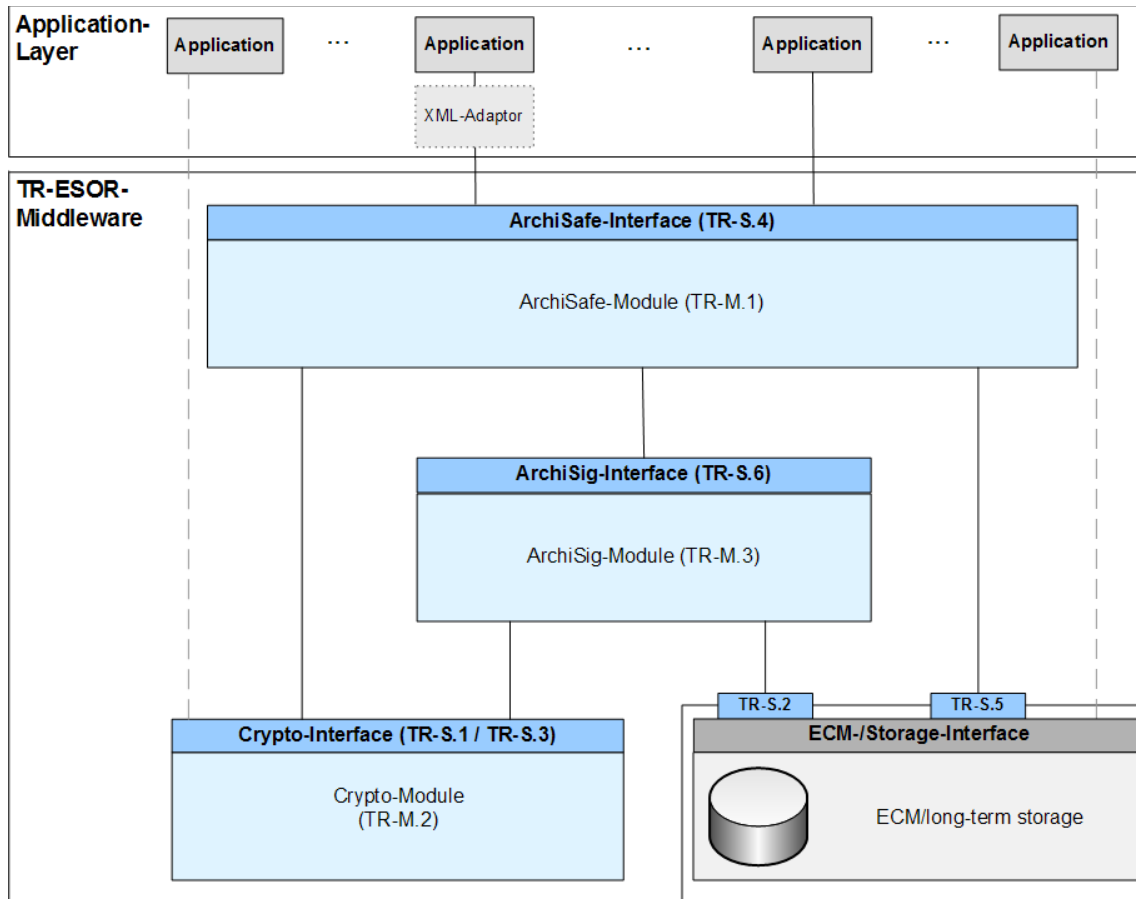 Application-
Layer
Application
...
Application
...
Application
...
Application
XML-Adaptor
TR-ESOR-
Middleware
ArchiSafe-Interface (TR-S.4)
ArchiSafe-Module (TR-M.1)
ArchiSig-Interface (TR-S.6)
ArchiSig-Module (TR-M.3)
TR-S.2
TR-S.5
Crypto-Interface (TR-S.1 / TR-S.3)
ECM-/Storage-Interface
Crypto-Module
(TR-M.2)
ECM/long-term storage